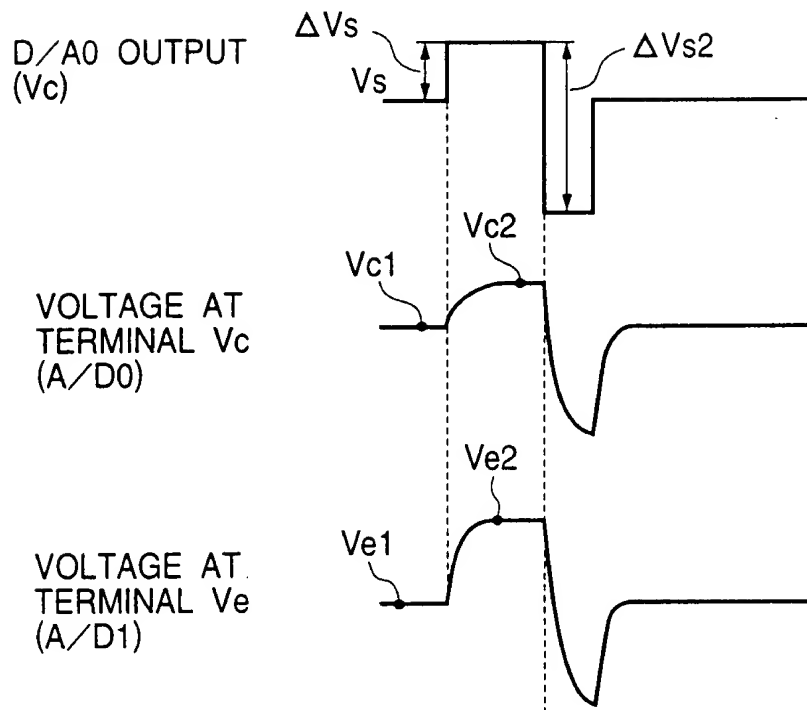 ΔVs
D/A0 OUTPUT
(Vc)
Vs
ΔVs2
Vc2
Vc1
VOLTAGE AT
TERMINAL Vc
(A/D0)
Ve2
Ve1
VOLTAGE AT
TERMINAL Ve
(A/D1)